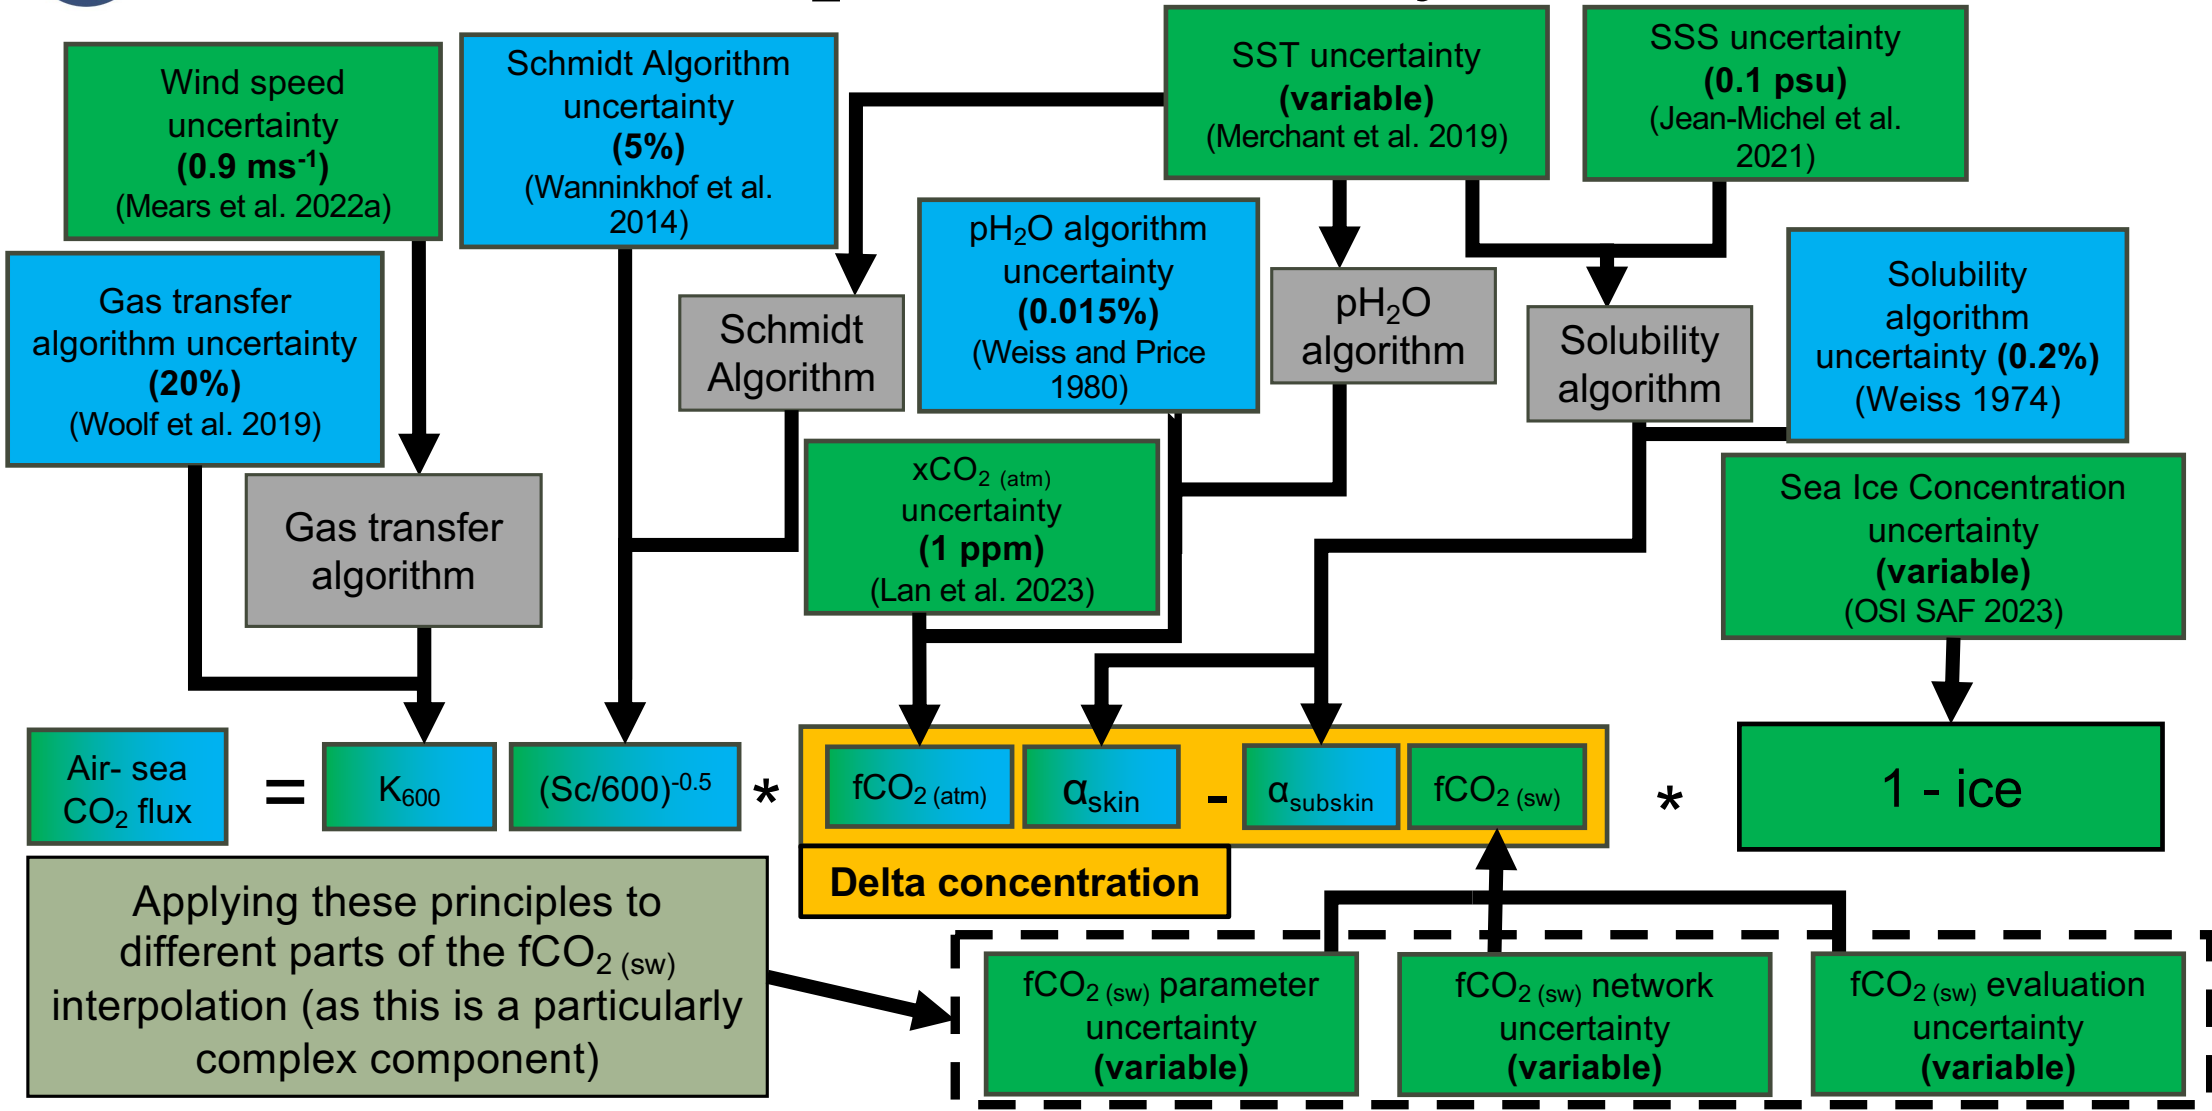 Wind speed
uncertainty
(0.9 ms⁻¹)
(Mears et al. 2022a)
Schmidt Algorithm
uncertainty
(5%)
(Wanninkhof et al.
2014)
SST uncertainty
(variable)
(Merchant et al. 2019)
SSS uncertainty
(0.1 psu)
(Jean-Michel et al.
2021)
Gas transfer
algorithm uncertainty
(20%)
(Woolf et al. 2019)
Schmidt
Algorithm
pH₂O algorithm
uncertainty
(0.015%)
(Weiss and Price
1980)
pH₂O
algorithm
Solubility
algorithm
Solubility
algorithm
uncertainty (0.2%)
(Weiss 1974)
Gas transfer
algorithm
xCO₂ (atm)
uncertainty
(1 ppm)
(Lan et al. 2023)
Sea Ice Concentration
uncertainty
(variable)
(OSI SAF 2023)
Air- sea
CO₂ flux
=
K₆₀₀
(Sc/600)⁻⁰·⁵
*
fCO₂ (atm)
αskin
-
αsubskin
fCO₂ (sw)
*
1 - ice
Delta concentration
Applying these principles to
different parts of the fCO₂ (sw)
interpolation (as this is a particularly
complex component)
fCO₂ (sw) parameter
uncertainty
(variable)
fCO₂ (sw) network
uncertainty
(variable)
fCO₂ (sw) evaluation
uncertainty
(variable)